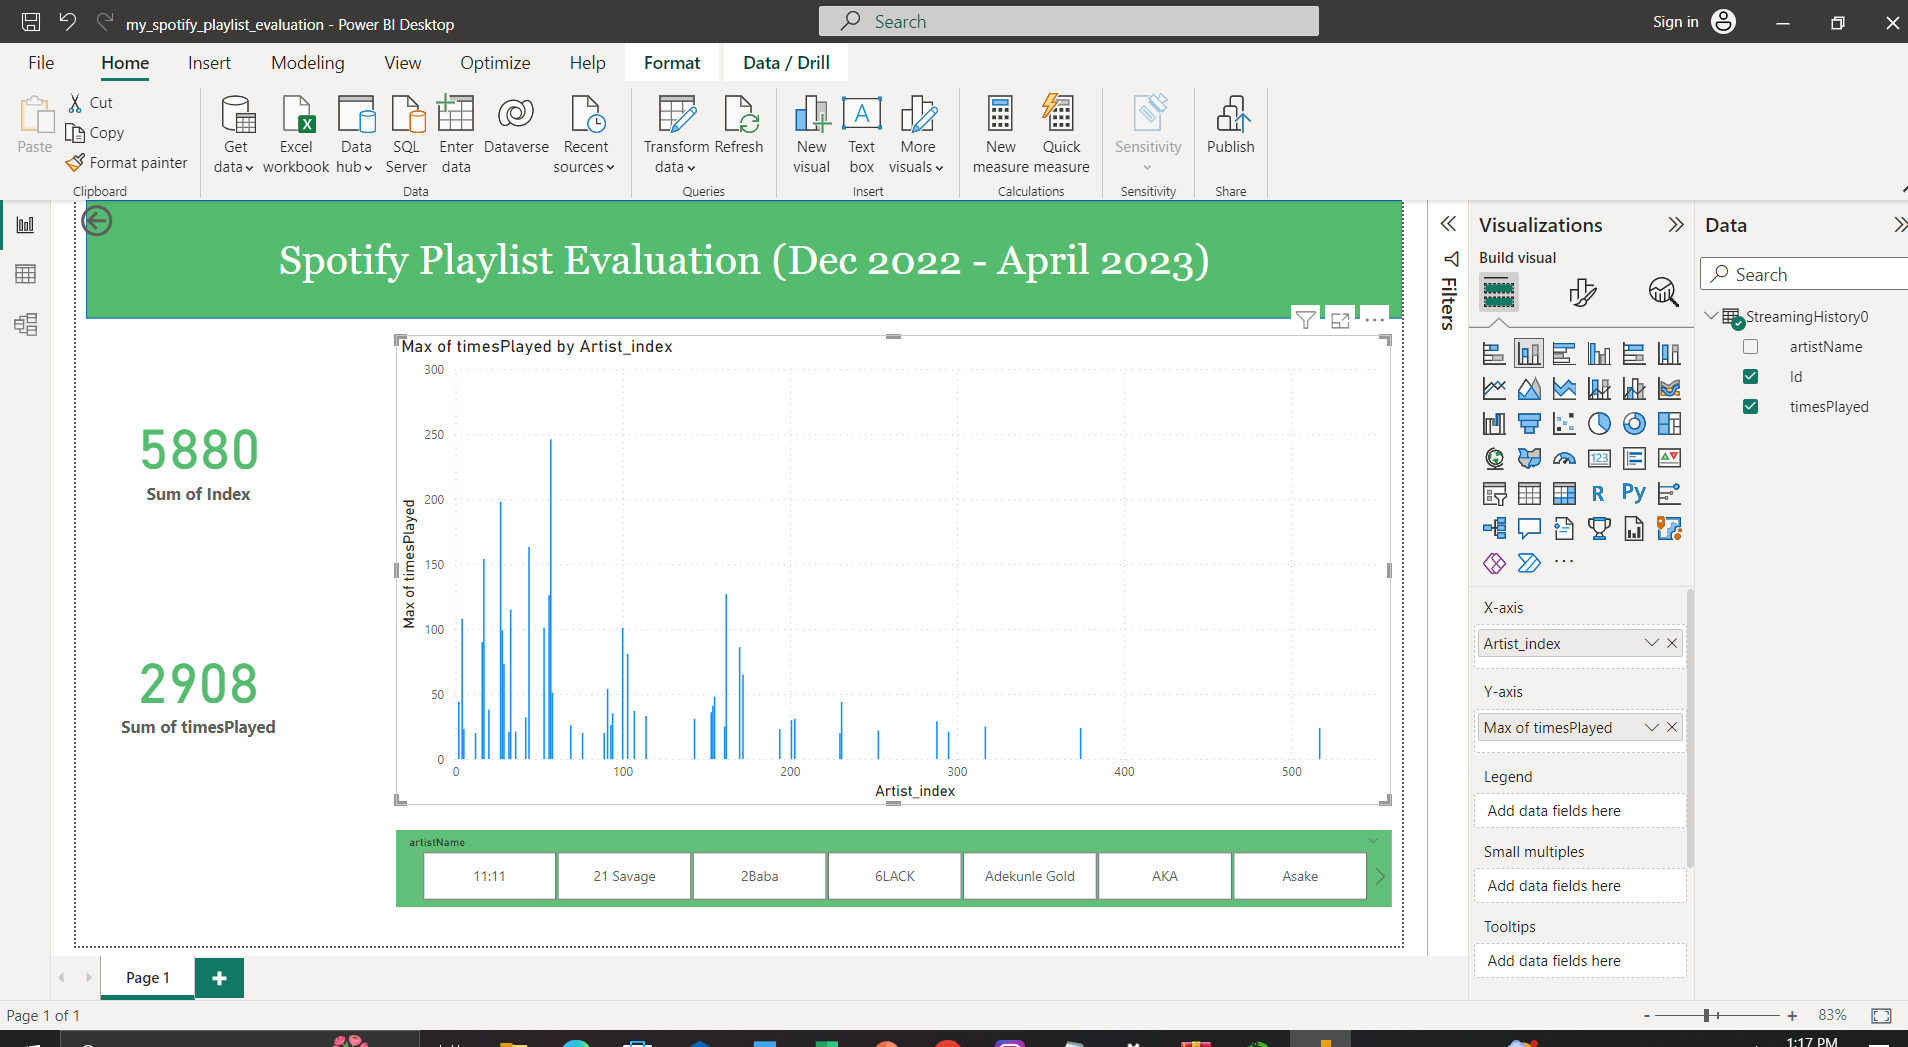 my_spotify_playlist_evaluation - Power BI Desktop
Search
Sign in
File
Home
Insert
Modeling
View
Optimize
Help
Format
Data / Drill
Paste
Cut
Copy
Format painter
Clipboard
Get data
Excel workbook
Data hub
SQL Server
Enter data
Dataverse
Recent sources
Data
Transform data
Refresh
Queries
New visual
Text box
More visuals
Insert
New measure
Quick measure
Calculations
Sensitivity
Sensitivity
Publish
Share
Spotify Playlist Evaluation (Dec 2022 - April 2023)
5880
Sum of Index
2908
Sum of timesPlayed
Max of timesPlayed by Artist_index
300
250
200
150
100
50
0
Max of timesPlayed
0
100
200
300
400
500
Artist_index
artistName
11:11
21 Savage
2Baba
6LACK
Adekunle Gold
AKA
Asake
Filters
Visualizations
Build visual
123
R
Py
X-axis
Artist_index
Y-axis
Max of timesPlayed
Legend
Add data fields here
Small multiples
Add data fields here
Tooltips
Add data fields here
Data
Search
StreamingHistory0
artistName
Id
timesPlayed
Page 1
Page 1 of 1
83%
1:17 PM